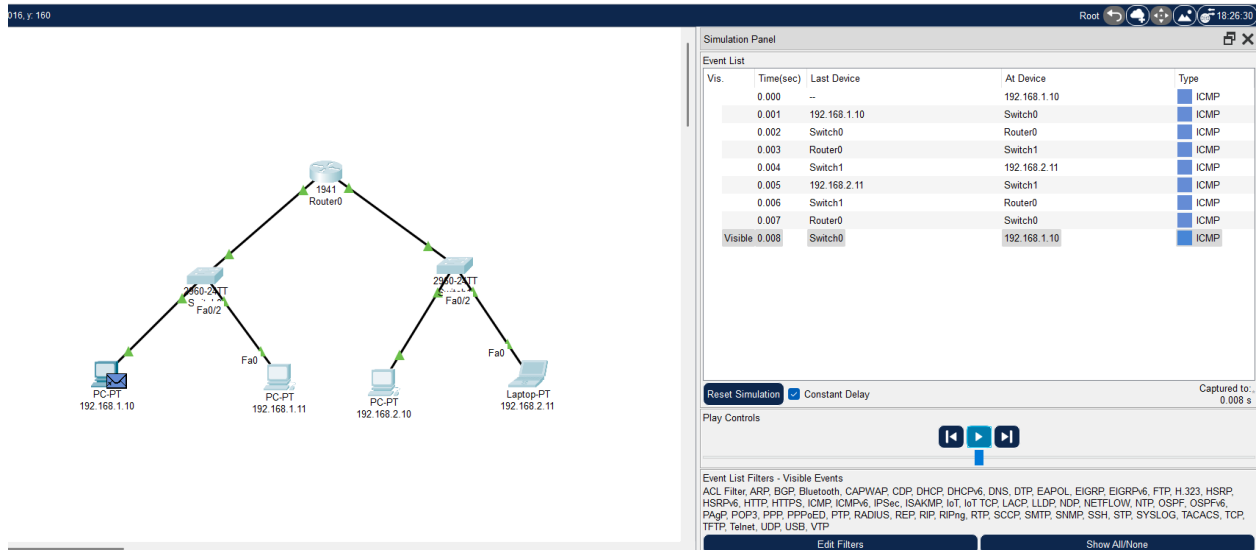 016, y: 160
Root
18:26:30
1941
Router0
2960-24TT
Fa0/2
Fa0
PC-PT
192.168.1.10
PC-PT
192.168.1.11
2960-24TT
Fa0/2
Fa0
PC-PT
192.168.2.10
Laptop-PT
192.168.2.11
Simulation Panel
Event List
Vis. Time(sec) Last Device At Device Type
0.000 -- 192.168.1.10 ICMP
0.001 192.168.1.10 Switch0 ICMP
0.002 Switch0 Router0 ICMP
0.003 Router0 Switch1 ICMP
0.004 Switch1 192.168.2.11 ICMP
0.005 192.168.2.11 Switch1 ICMP
0.006 Switch1 Router0 ICMP
0.007 Router0 Switch0 ICMP
Visible 0.008 Switch0 192.168.1.10 ICMP
Reset Simulation Constant Delay
Captured to:
0.008 s
Play Controls
Event List Filters - Visible Events
ACL Filter, ARP, BGP, Bluetooth, CAPWAP, CDP, DHCP, DHCPv6, DNS, DTP, EAPOL, EIGRP, EIGRPv6, FTP, H.323, HSRP,
HSRPv6, HTTP, HTTPS, ICMP, ICMPv6, IPSec, ISAKMP, IoT, IoT TCP, LACP, LLDP, NDP, NETFLOW, NTP, OSPF, OSPFv6,
PAgP, POP3, PPP, PPPoED, PTP, RADIUS, REP, RIP, RIPng, RTP, SCCP, SMTP, SNMP, SSH, STP, SYSLOG, TACACS, TCP,
TFTP, Telnet, UDP, USB, VTP
Edit Filters Show All/None